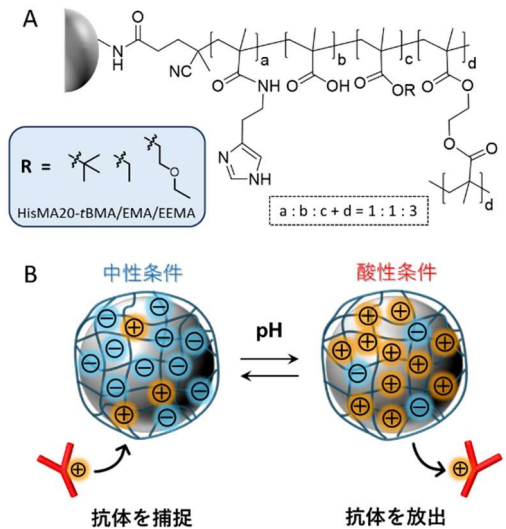 A
N
H
O
CN
a
b
c
d
O
NH
O
OH
O
OR
O
O
N
NH
O
O
d
R =
O
HisMA20-tBMA/EMA/EEMA
a : b : c + d = 1 : 1 : 3
B
中性条件
酸性条件
pH
抗体を捕捉
抗体を放出